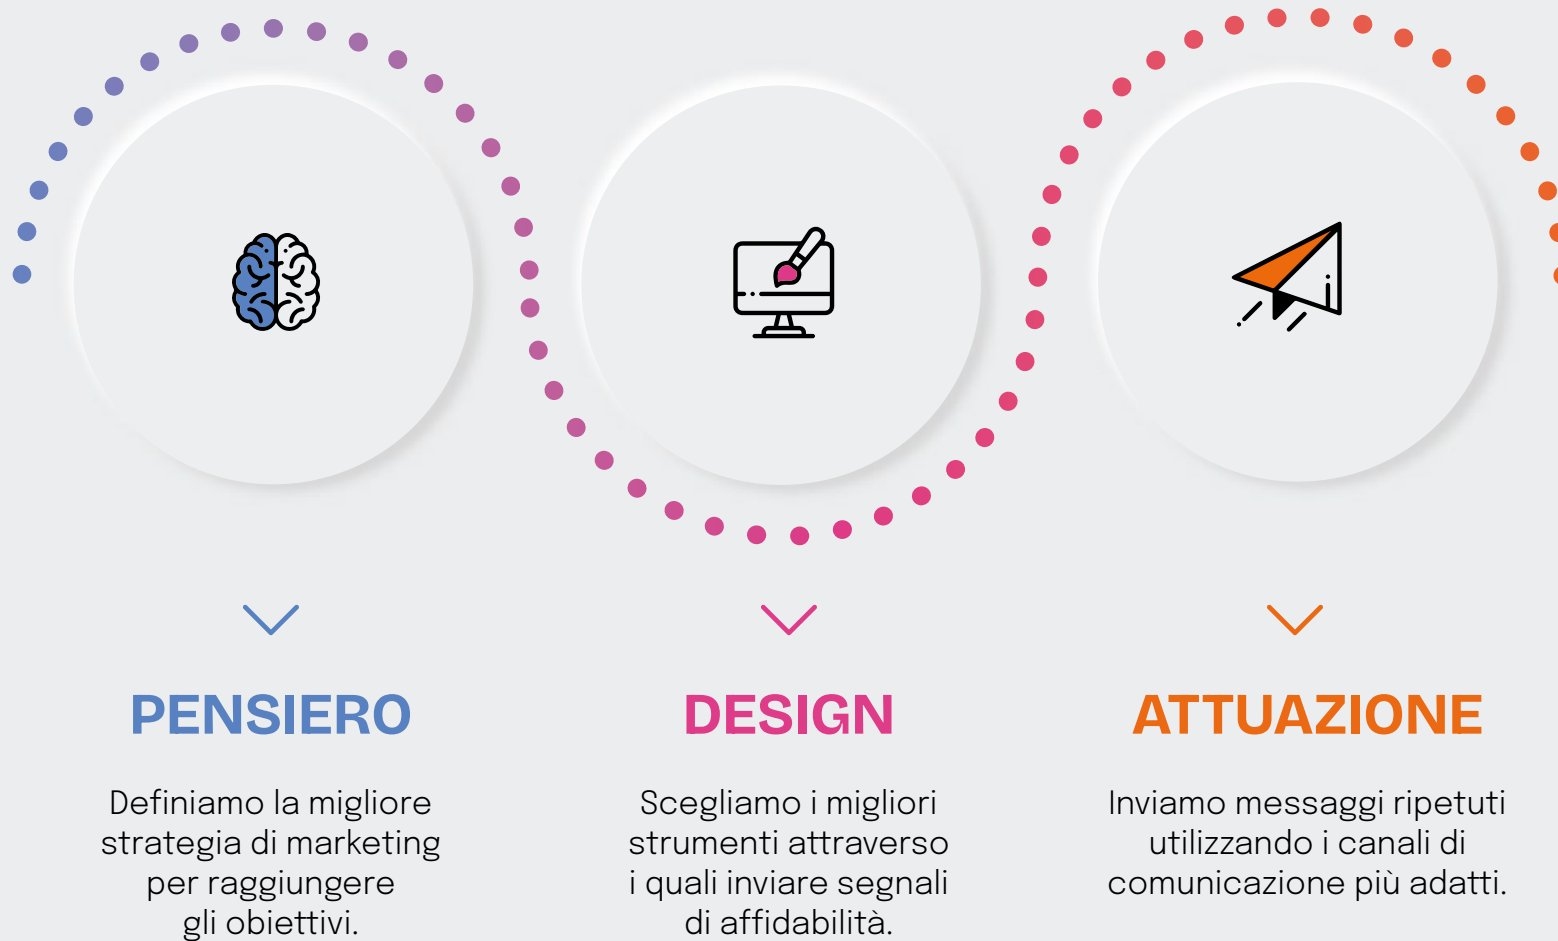 PENSIERO
Definiamo la migliore
strategia di marketing
per raggiungere
gli obiettivi.
DESIGN
Scegliamo i migliori
strumenti attraverso
i quali inviare segnali
di affidabilità.
ATTUAZIONE
Inviamo messaggi ripetuti
utilizzando i canali di
comunicazione più adatti.